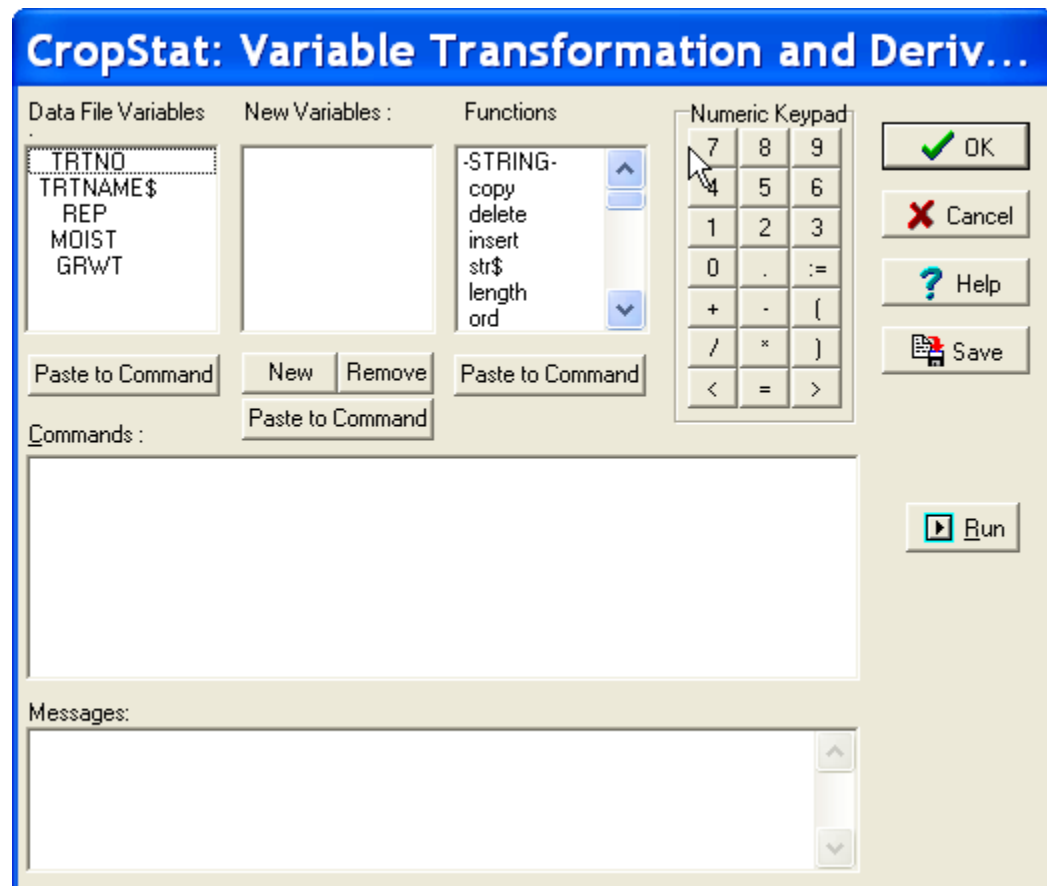 CropStat: Variable Transformation and Deriv...
Data File Variables :
TRTNO
TRTNAME$
REP
MOIST
GRWT
Paste to Command
New Variables :
New
Remove
Paste to Command
Functions
-STRING-
copy
delete
insert
str$
length
ord
Paste to Command
Numeric Keypad
7 8 9
4 5 6
1 2 3
0 . :=
+ - (
/ * )
< = >
OK
Cancel
Help
Save
Commands :
Run
Messages: